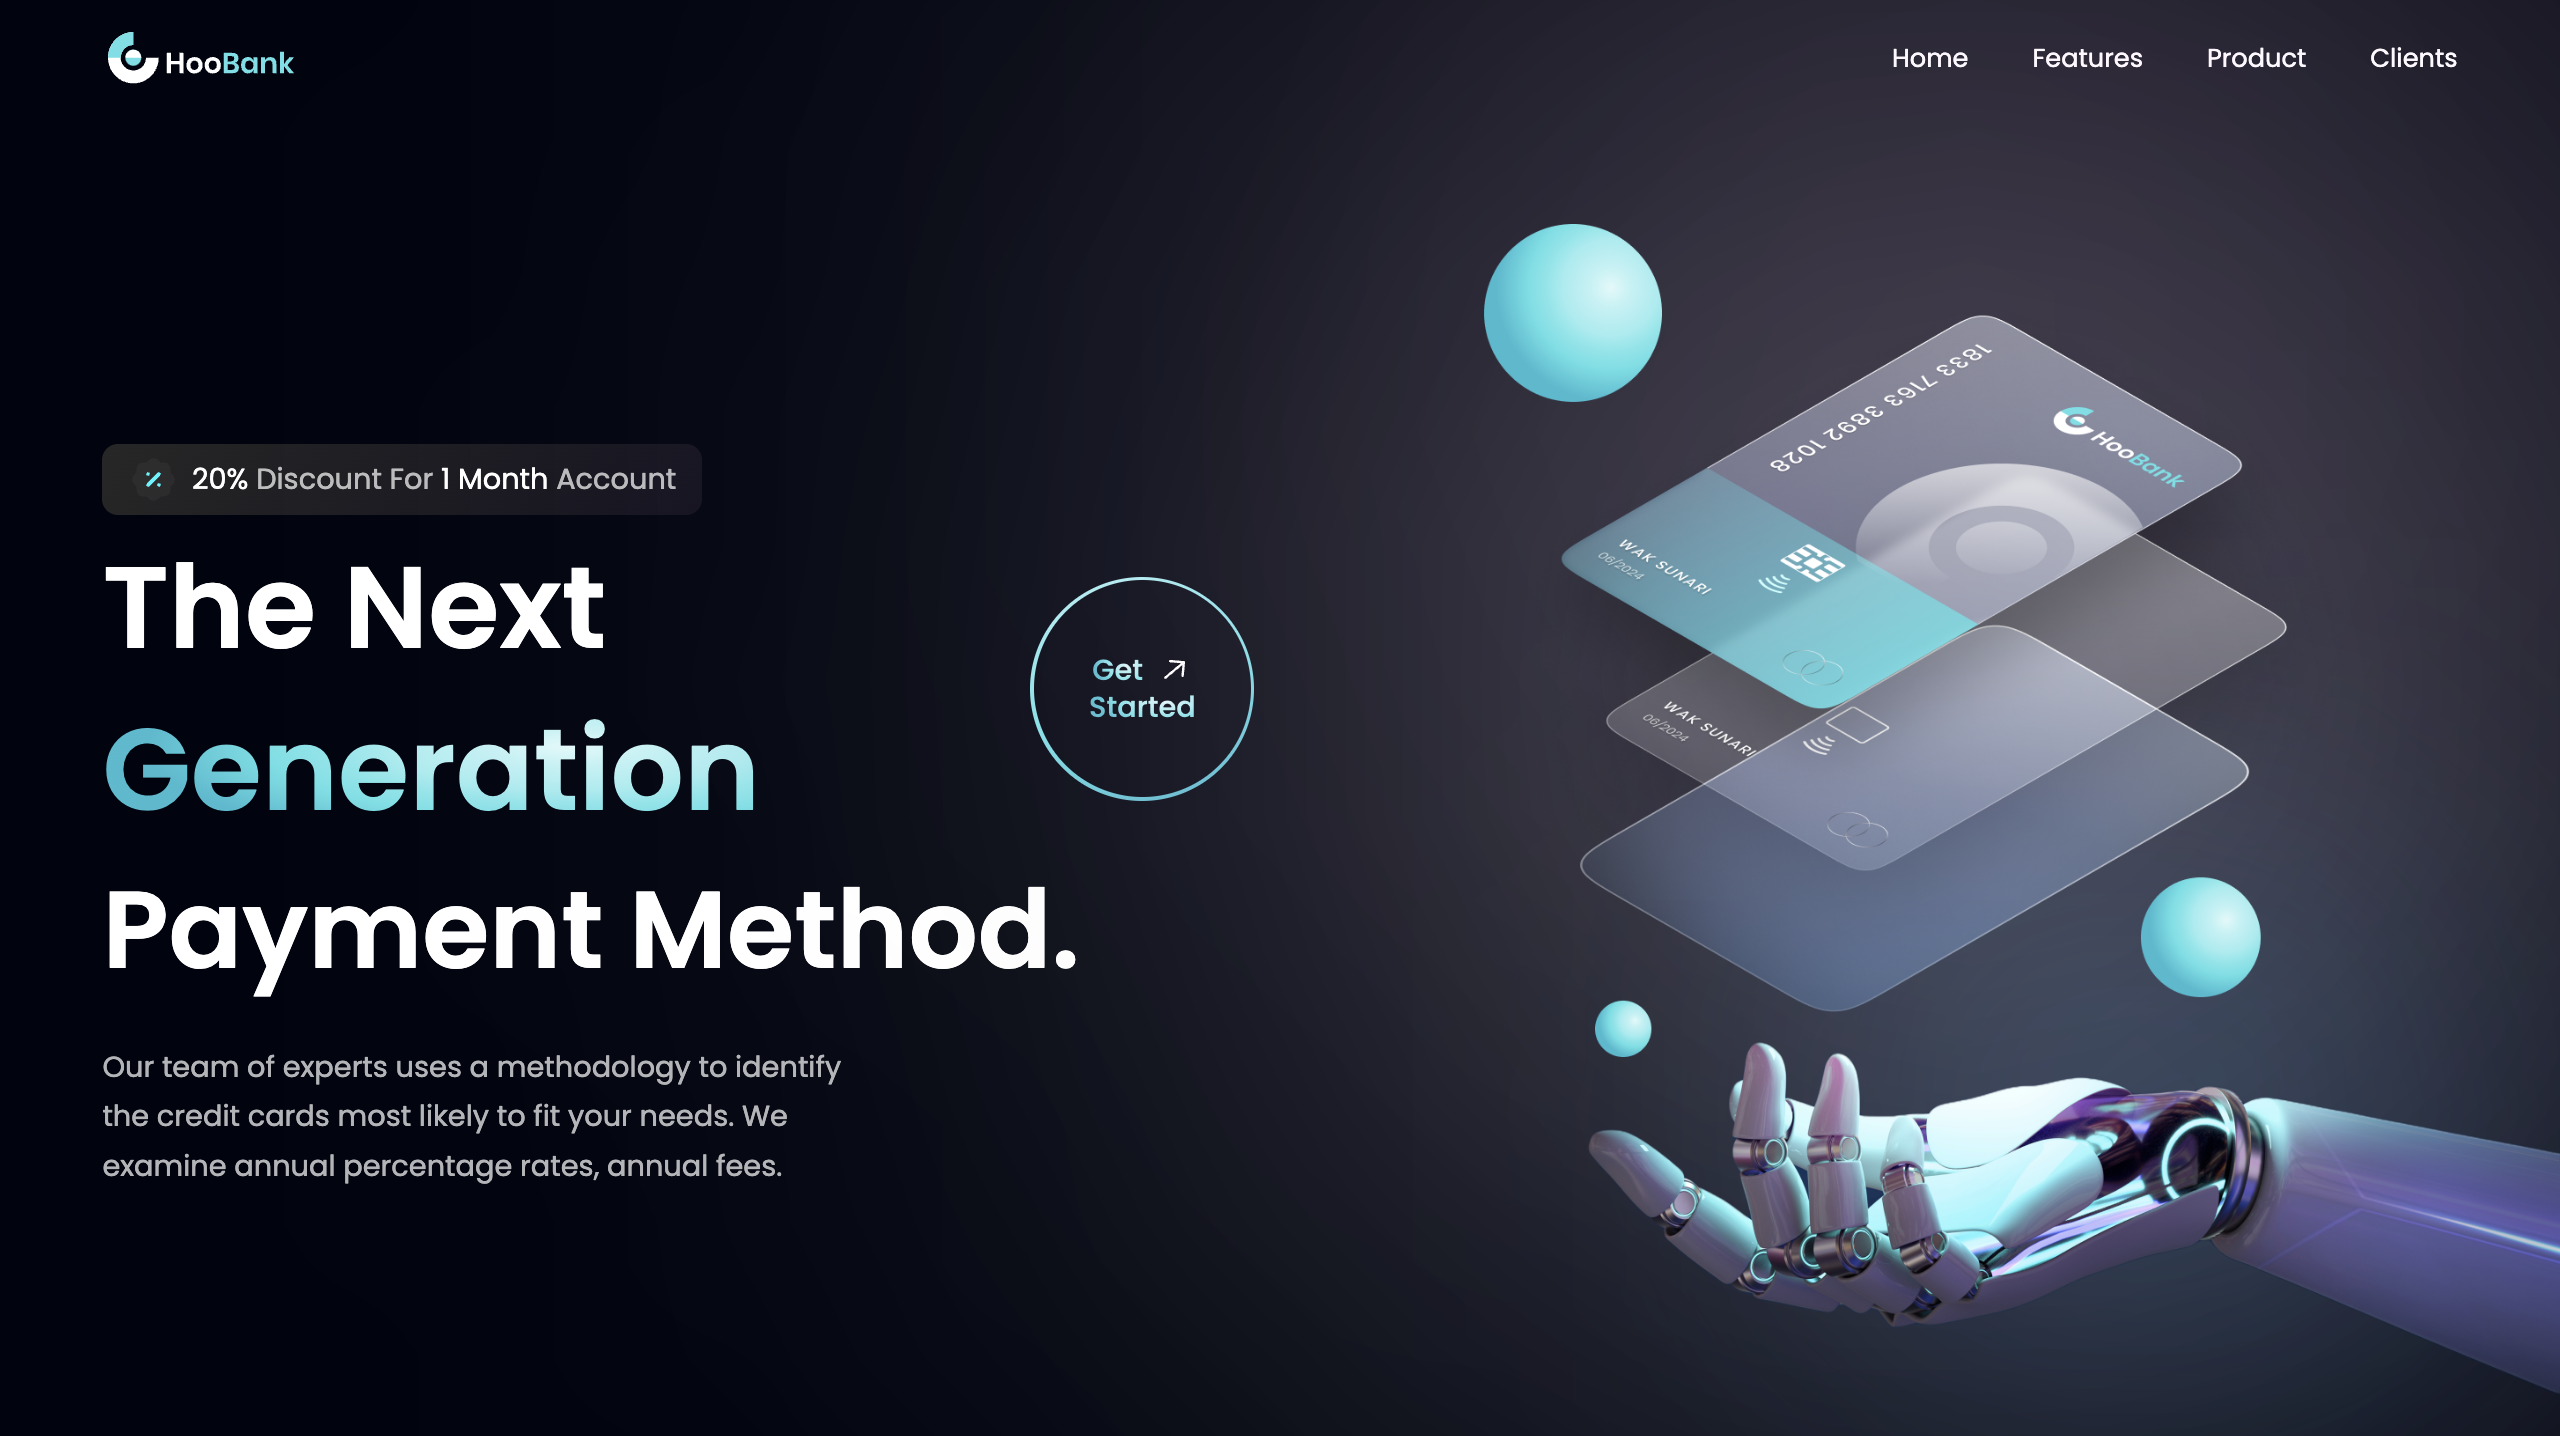 HooBank
Home Features Product Clients
20% Discount For 1 Month Account
The Next
Generation
Payment Method.
Get
Started
Our team of experts uses a methodology to identify
the credit cards most likely to fit your needs. We
examine annual percentage rates, annual fees.
1833 7163 3892 1028
HooBank
WAK SUNARI
06/2024
WAK SUNARI
06/2024